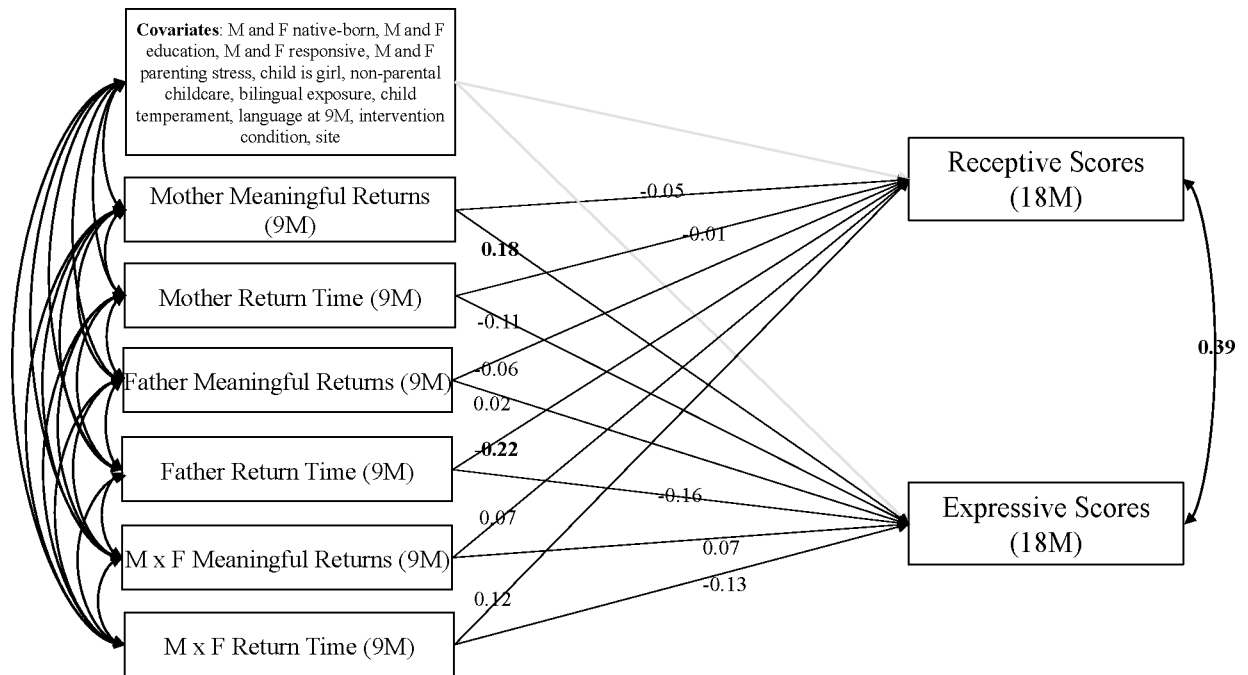 Covariates: M and F native-born, M and F
education, M and F responsive, M and F
parenting stress, child is girl, non-parental
childcare, bilingual exposure, child
temperament, language at 9M, intervention
condition, site
Mother Meaningful Returns
(9M)
Mother Return Time (9M)
Father Meaningful Returns (9M)
Father Return Time (9M)
M x F Meaningful Returns (9M)
M x F Return Time (9M)
-0.05
-0.01
0.18
-0.11
-0.06
0.02
-0.22
-0.16
0.07
0.07
-0.13
0.12
Receptive Scores
(18M)
0.39
Expressive Scores
(18M)